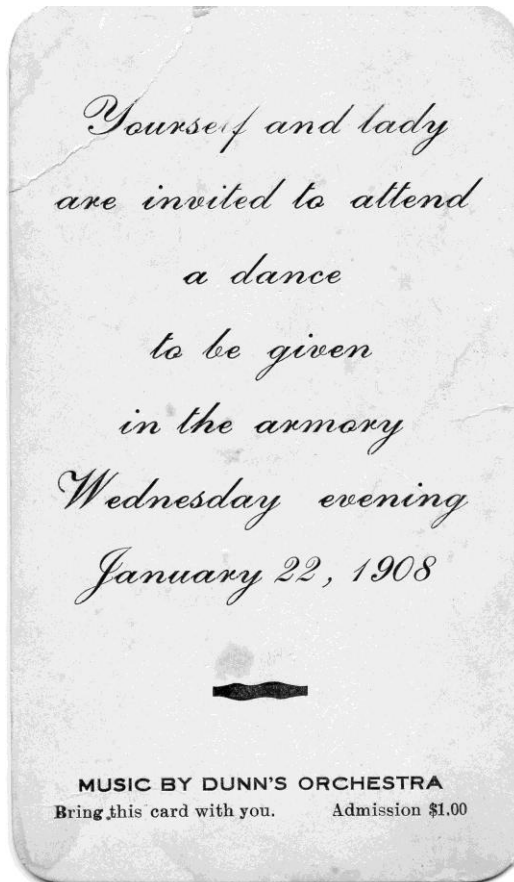 Yourself and lady
are invited to attend
a dance
to be given
in the armory
Wednesday evening
January 22, 1908
MUSIC BY DUNN'S ORCHESTRA
Bring this card with you. Admission $1.00